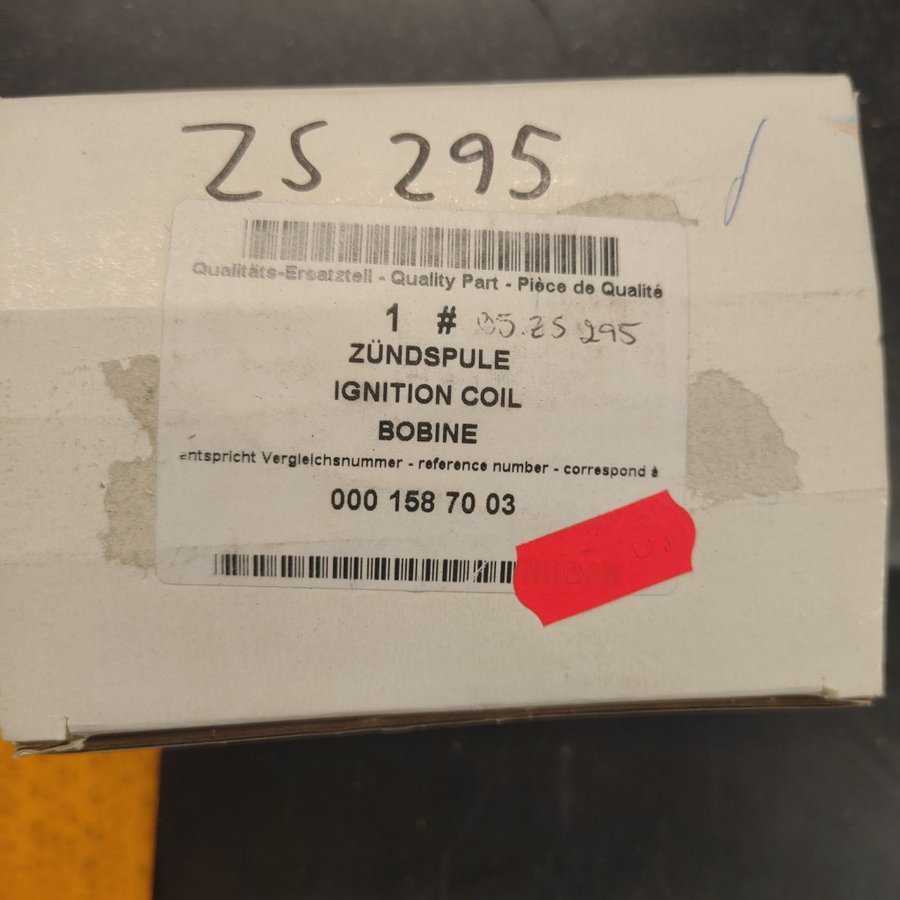 ZS 295
Qualitäts-Ersatzteil - Quality Part - Pièce de Qualité
1 # 05.ZS 295
ZÜNDSPULE
IGNITION COIL
BOBINE
entspricht Vergleichsnummer - reference number - correspond à
000 158 70 03